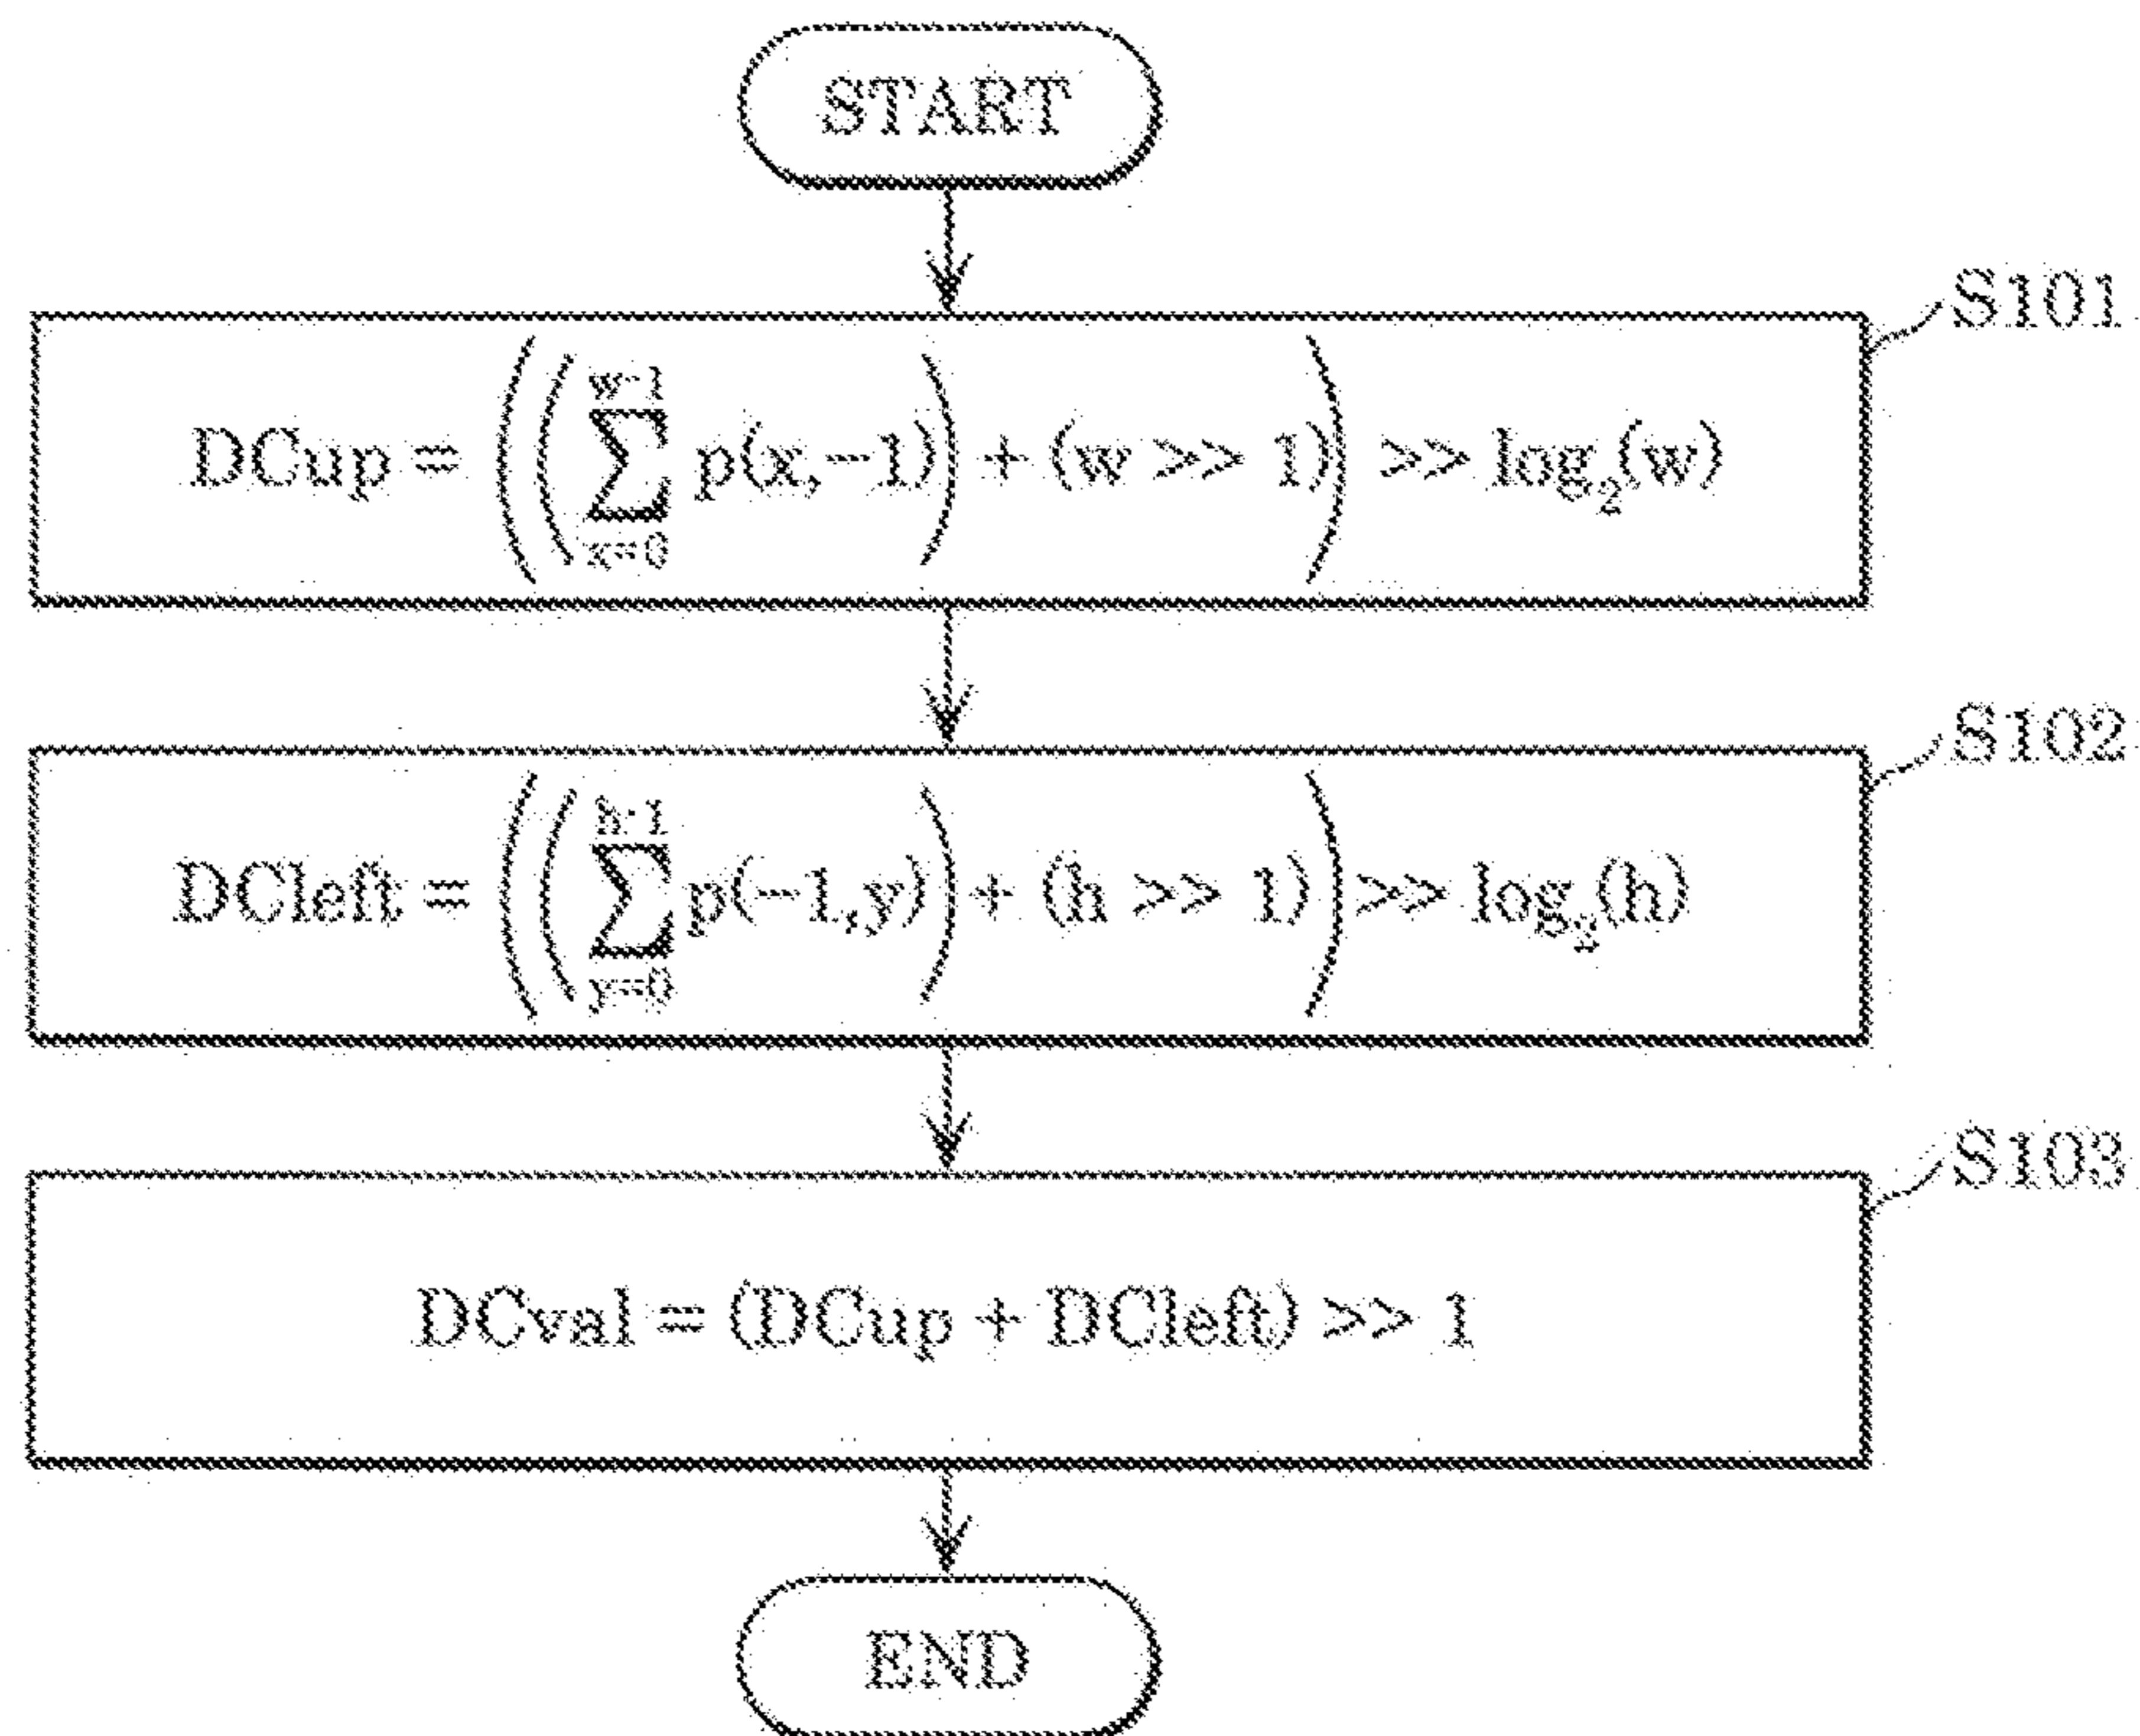 START
S101
DCup = ((∑_{x=0}^{w-1} p(x,−1)) + (w >> 1)) >> log₂(w)
S102
DCleft = ((∑_{y=0}^{h-1} p(−1,y)) + (h >> 1)) >> log₂(h)
S103
DCval = (DCup + DCleft) >> 1
END